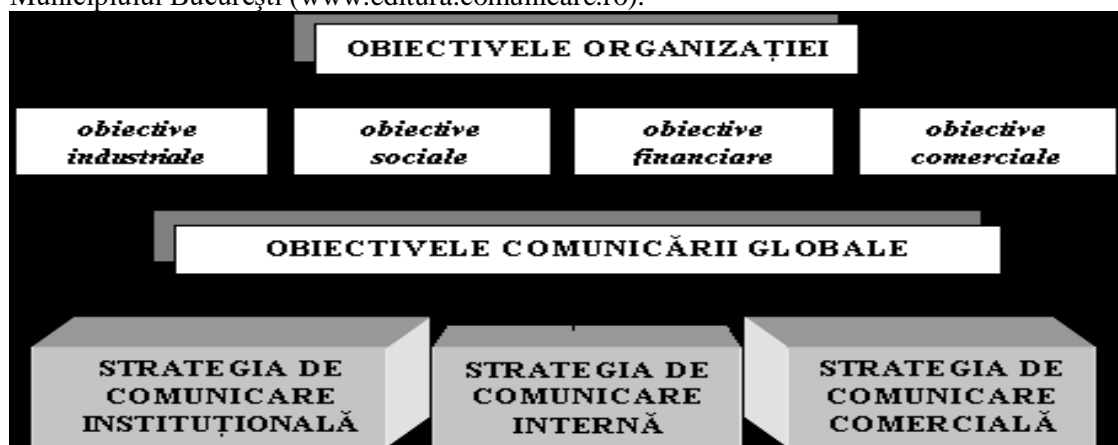 Municipiului Bucureşti (www.editura.comunicare.ro).
OBIECTIVELE ORGANIZAȚIEI
obiective
industriale
obiective
sociale
obiective
financiare
obiective
comerciale
OBIECTIVELE COMUNICĂRII GLOBALE
STRATEGIA DE
COMUNICARE
INSTITUȚIONALĂ
STRATEGIA DE
COMUNICARE
INTERNĂ
STRATEGIA DE
COMUNICARE
COMERCIALĂ